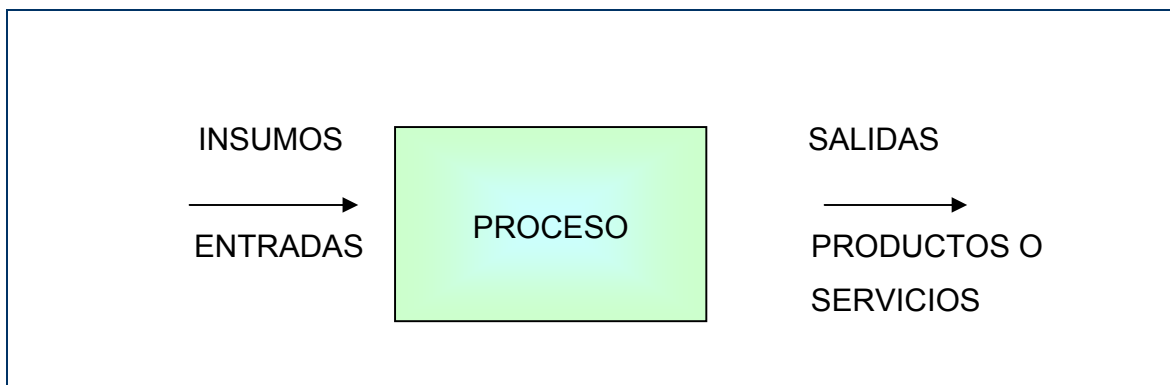 INSUMOS
ENTRADAS
PROCESO
SALIDAS
PRODUCTOS O
SERVICIOS